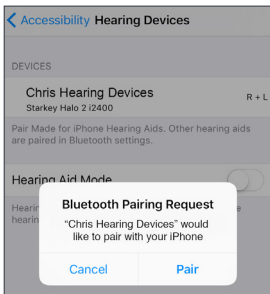 Accessibility Hearing Devices
DEVICES
Chris Hearing Devices R + L
Starkey Halo 2 i2400
Pair Made for iPhone Hearing Aids. Other hearing aids
are paired in Bluetooth settings.
Hearing Aid Mode
Bluetooth Pairing Request
"Chris Hearing Devices" would
like to pair with your iPhone
Cancel Pair